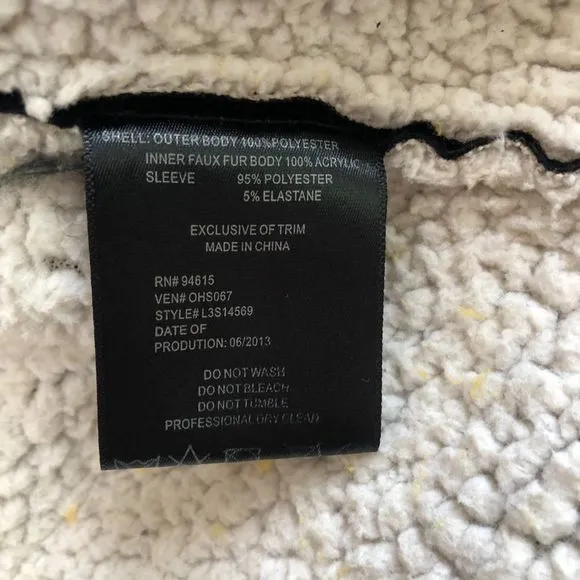 SHELL: OUTER BODY 100% POLYESTER
INNER FAUX FUR BODY 100% ACRYLIC
SLEEVE 95% POLYESTER
5% ELASTANE
EXCLUSIVE OF TRIM
MADE IN CHINA
RN# 94615
VEN# OHS067
STYLE# L3S14569
DATE OF
PRODUTION: 06/2013
DO NOT WASH
DO NOT BLEACH
DO NOT TUMBLE
PROFESSIONAL DRY CLEAN